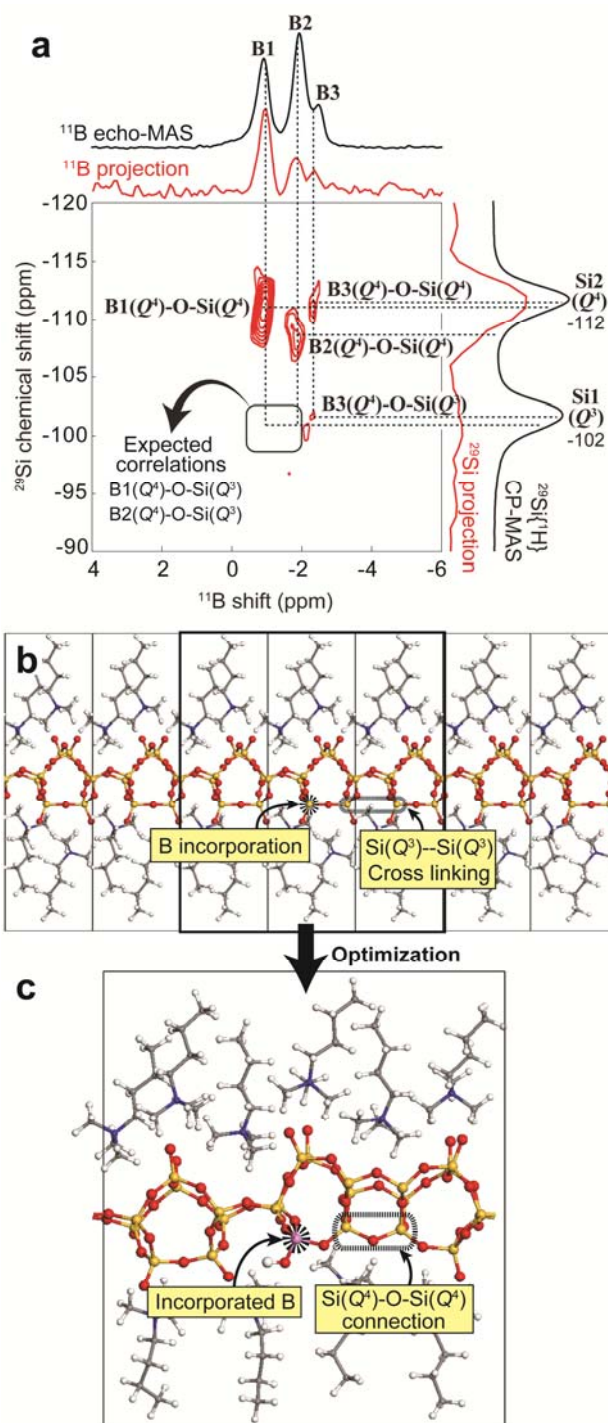 a
B1
B2
B3
¹¹B echo-MAS
¹¹B projection
-120
-115
-110
-105
-100
-95
-90
²⁹Si chemical shift (ppm)
B1(Q⁴)-O-Si(Q⁴)
B3(Q⁴)-O-Si(Q⁴)
B2(Q⁴)-O-Si(Q⁴)
B3(Q⁴)-O-Si(Q³)
Expected
correlations
B1(Q⁴)-O-Si(Q³)
B2(Q⁴)-O-Si(Q³)
4
2
0
-2
-4
-6
¹¹B shift (ppm)
²⁹Si projection
²⁹Si{¹H}
CP-MAS
Si2
(Q⁴)
-112
Si1
(Q³)
-102
b
B incorporation
Si(Q³)--Si(Q³)
Cross linking
Optimization
c
Incorporated B
Si(Q⁴)-O-Si(Q⁴)
connection